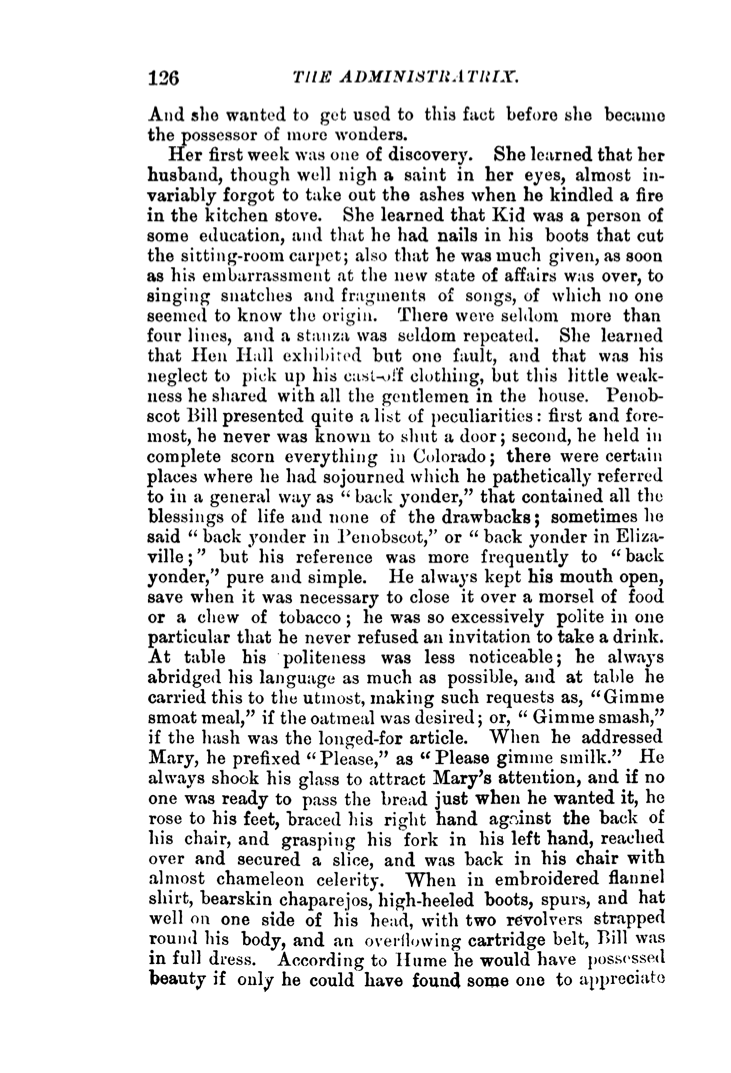 126 THE ADMINISTRATRIX.
And she wanted to get used to this fact before she became
the possessor of more wonders.
Her first week was one of discovery. She learned that her
husband, though well nigh a saint in her eyes, almost in-
variably forgot to take out the ashes when he kindled a fire
in the kitchen stove. She learned that Kid was a person of
some education, and that he had nails in his boots that cut
the sitting-room carpet; also that he was much given, as soon
as his embarrassment at the new state of affairs was over, to
singing snatches and fragments of songs, of which no one
seemed to know the origin. There were seldom more than
four lines, and a stanza was seldom repeated. She learned
that Hen Hall exhibited but one fault, and that was his
neglect to pick up his cast-off clothing, but this little weak-
ness he shared with all the gentlemen in the house. Penob-
scot Bill presented quite a list of peculiarities: first and fore-
most, he never was known to shut a door; second, he held in
complete scorn everything in Colorado; there were certain
places where he had sojourned which he pathetically referred
to in a general way as "back yonder," that contained all the
blessings of life and none of the drawbacks; sometimes he
said "back yonder in Penobscot," or "back yonder in Eliza-
ville;" but his reference was more frequently to "back
yonder," pure and simple. He always kept his mouth open,
save when it was necessary to close it over a morsel of food
or a chew of tobacco; he was so excessively polite in one
particular that he never refused an invitation to take a drink.
At table his politeness was less noticeable; he always
abridged his language as much as possible, and at table he
carried this to the utmost, making such requests as, "Gimme
smoat meal," if the oatmeal was desired; or, "Gimme smash,"
if the hash was the longed-for article. When he addressed
Mary, he prefixed "Please," as "Please gimme smilk." He
always shook his glass to attract Mary's attention, and if no
one was ready to pass the bread just when he wanted it, he
rose to his feet, braced his right hand against the back of
his chair, and grasping his fork in his left hand, reached
over and secured a slice, and was back in his chair with
almost chameleon celerity. When in embroidered flannel
shirt, bearskin chaparejos, high-heeled boots, spurs, and hat
well on one side of his head, with two revolvers strapped
round his body, and an overflowing cartridge belt, Bill was
in full dress. According to Hume he would have possessed
beauty if only he could have found some one to appreciate